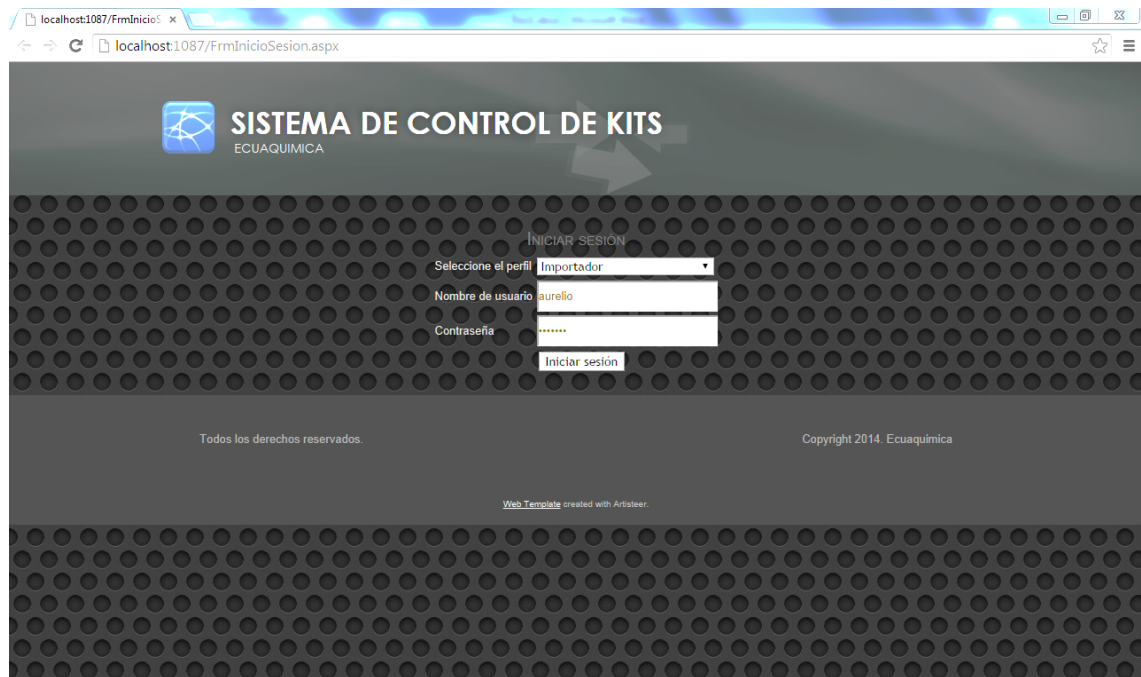 localhost:1087/FrmInicioS
localhost:1087/FrmInicioSesion.aspx
SISTEMA DE CONTROL DE KITS
ECUAQUIMICA
INICIAR SESIÓN
Seleccione el perfil Importador
Nombre de usuario aurelio
Contraseña •••••••
Iniciar sesión
Todos los derechos reservados.
Copyright 2014. Ecuaquimica
Web Template created with Artisteer.